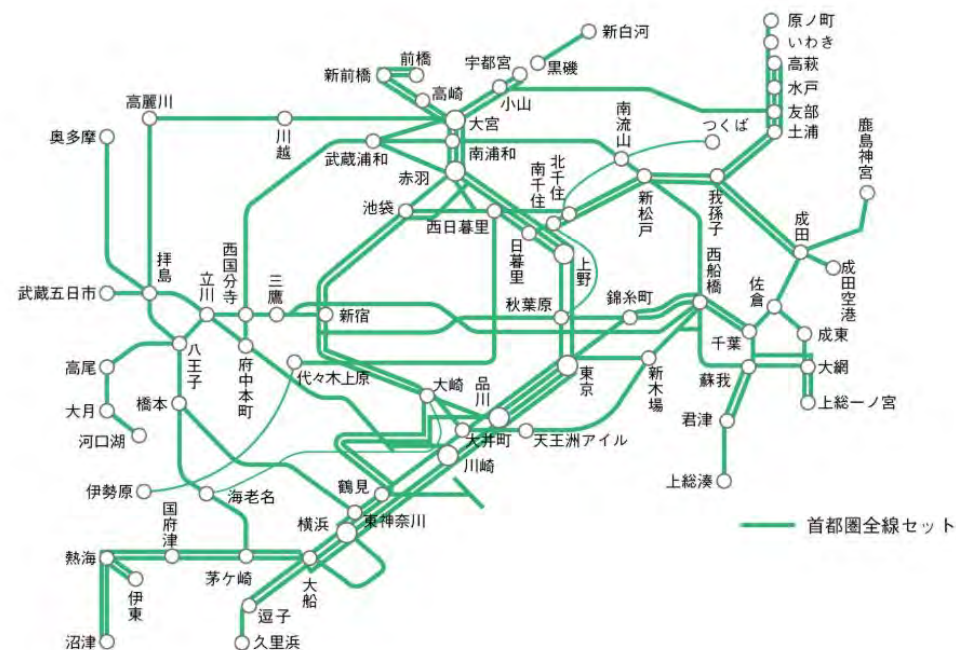 新白河
原ノ町
いわき
高萩
水戸
友部
土浦
前橋
新前橋
宇都宮
黒磯
高崎
小山
高麗川
大宮
つくば
鹿島神宮
奥多摩
川越
武蔵浦和
南浦和
南流山
赤羽
北千住
南千住
池袋
西日暮里
新松戸
我孫子
日暮里
上野
成田
成田空港
拝島
立川
西国分寺
三鷹
西船橋
佐倉
武蔵五日市
新宿
秋葉原
錦糸町
千葉
成東
八王子
府中本町
代々木上原
東京
新木場
蘇我
大網
高尾
大崎
品川
橋本
上総一ノ宮
大月
君津
河口湖
大井町
天王洲アイル
川崎
上総湊
伊勢原
海老名
鶴見
東神奈川
横浜
国府津
首都圏全線セット
熱海
茅ケ崎
大船
伊東
逗子
沼津
久里浜